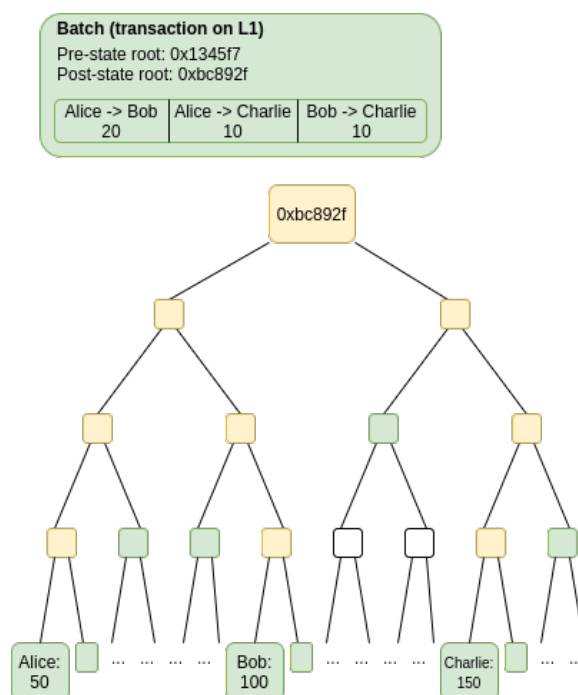 Batch (transaction on L1)
Pre-state root: 0x1345f7
Post-state root: 0xbc892f
Alice -> Bob
20
Alice -> Charlie
10
Bob -> Charlie
10
0xbc892f
Alice:
50
... ... ... ...
Bob:
100
... ... ... ...
Charlie:
150
... ...